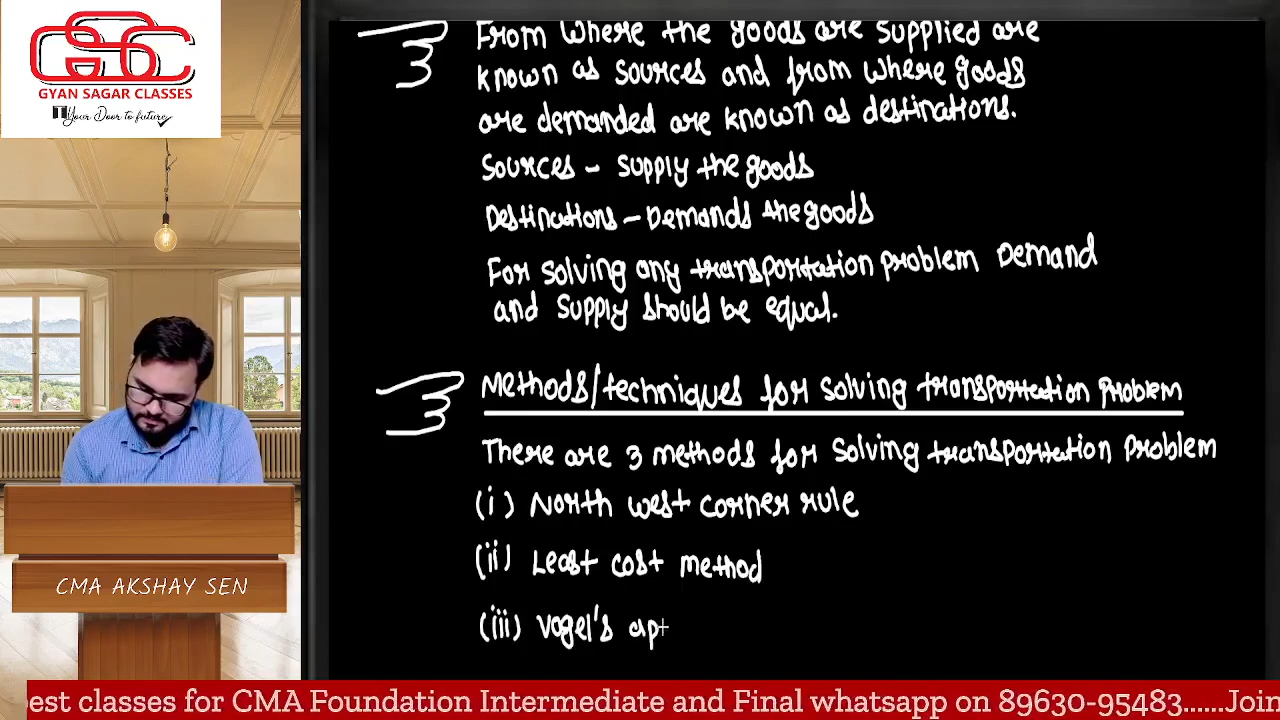 GSC
GYAN SAGAR CLASSES
Your Door to future
From where the goods are supplied are
known as sources and from where goods
are demanded are known as destinations.
Sources - Supply the goods
Destinations - Demands the goods
For solving any transportation problem Demand
and supply should be equal.
Methods/techniques for solving transportation Problem
There are 3 methods for solving transportation Problem
(i) North west corner rule
(ii) Least cost method
(iii) Vogel's ap
CMA AKSHAY SEN
est classes for CMA Foundation Intermediate and Final whatsapp on 89630-95483......Join